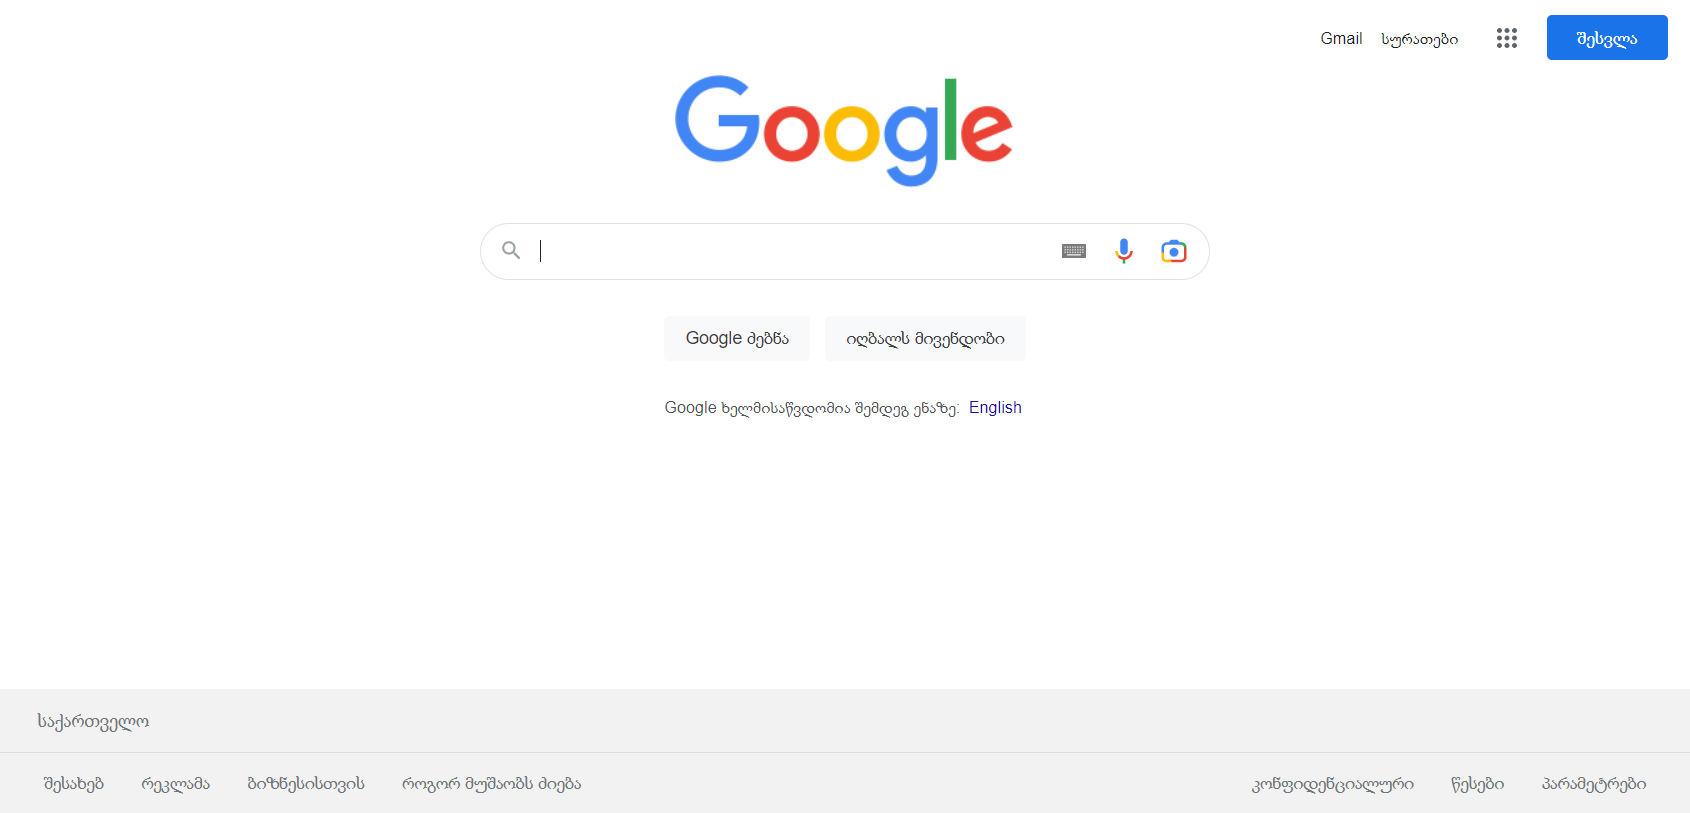 Gmail სურათები შესვლა
Google
Google ძებნა იღბალს მივენდობი
Google ხელმისაწვდომია შემდეგ ენაზე: English
საქართველო
შესახებ რეკლამა ბიზნესისთვის როგორ მუშაობს ძიება კონფიდენციალური წესები პარამეტრები